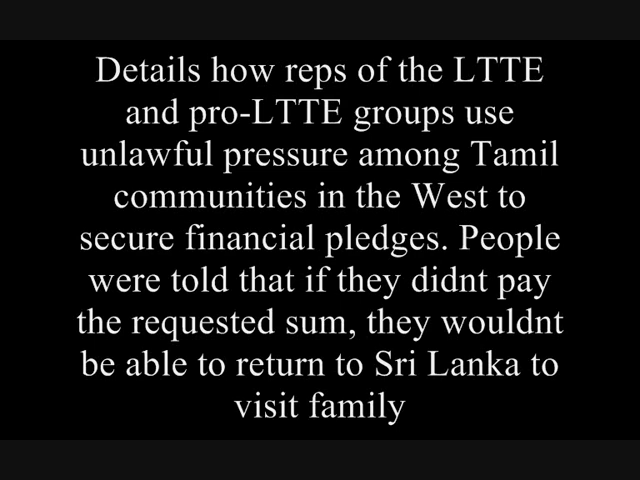 Details how reps of the LTTE
and pro-LTTE groups use
unlawful pressure among Tamil
communities in the West to
secure financial pledges. People
were told that if they didnt pay
the requested sum, they wouldnt
be able to return to Sri Lanka to
visit family